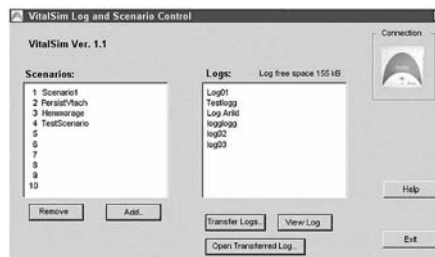 VitalSim Log and Scenario Control
VitalSim Ver. 1.1
Connection
Scenarios:
Logs:
Log free space 155 kB
1 Scenario1
2 PersistVtach
3 Hemmorage
4 TestScenario
5
6
7
8
9
10
Log01
Testlogg
Log Arild
logglogg
log02
log03
Remove
Add..
Transfer Logs..
View Log
Open Transferred Log..
Help
Exit